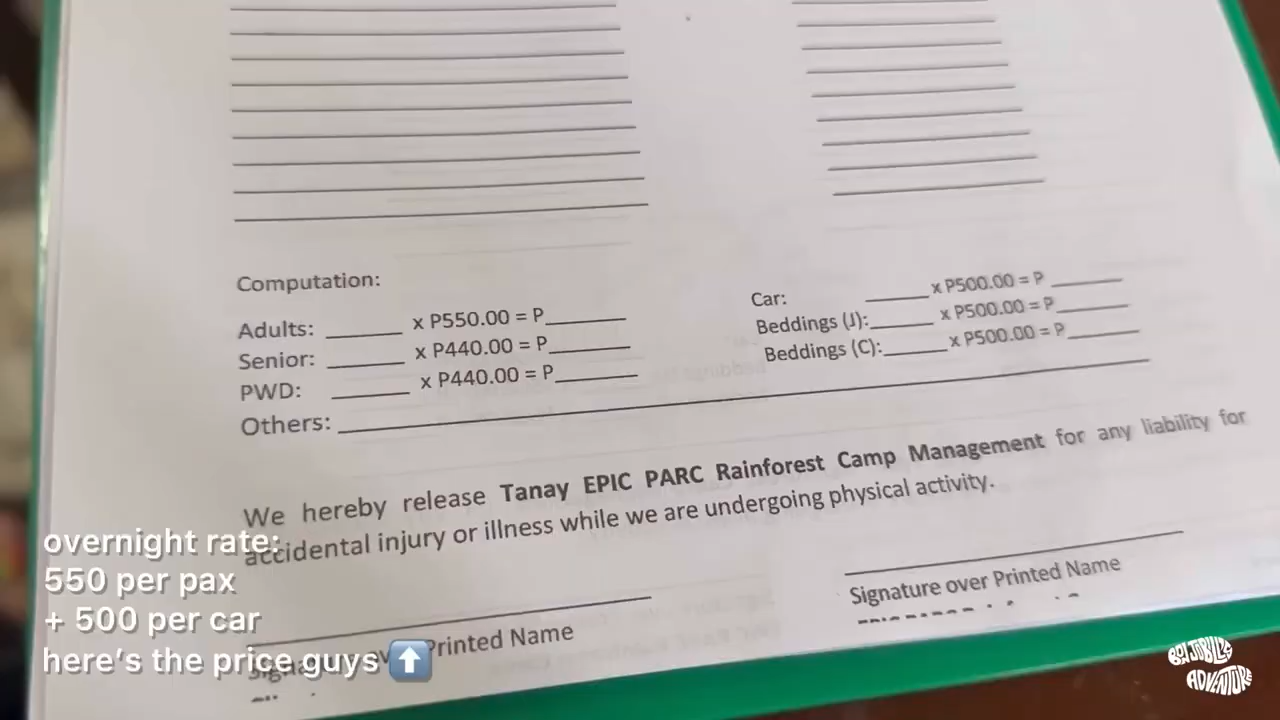 Computation:
Adults: ______ x P550.00 = P______
Senior: ______ x P440.00 = P______
PWD: ______ x P440.00 = P______
Others: ______
Car: ______ x P500.00 = P ______
Beddings (J):______ x P500.00 = P______
Beddings (C):______ x P500.00 = P______
We hereby release Tanay EPIC PARC Rainforest Camp Management for any liability for
accidental injury or illness while we are undergoing physical activity.
Signature over Printed Name
Printed Name
overnight rate:
550 per pax
+ 500 per car
here's the price guys ⬆️
ADVENTURE